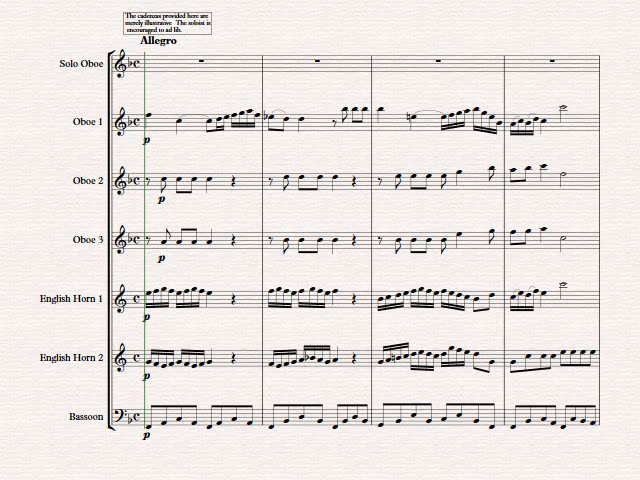 The cadenzas provided here are
merely illustrative The soloist is
encouraged to ad lib.
Allegro
Solo Oboe
Oboe 1
p
Oboe 2
p
Oboe 3
p
English Horn 1
p
English Horn 2
p
Bassoon
p